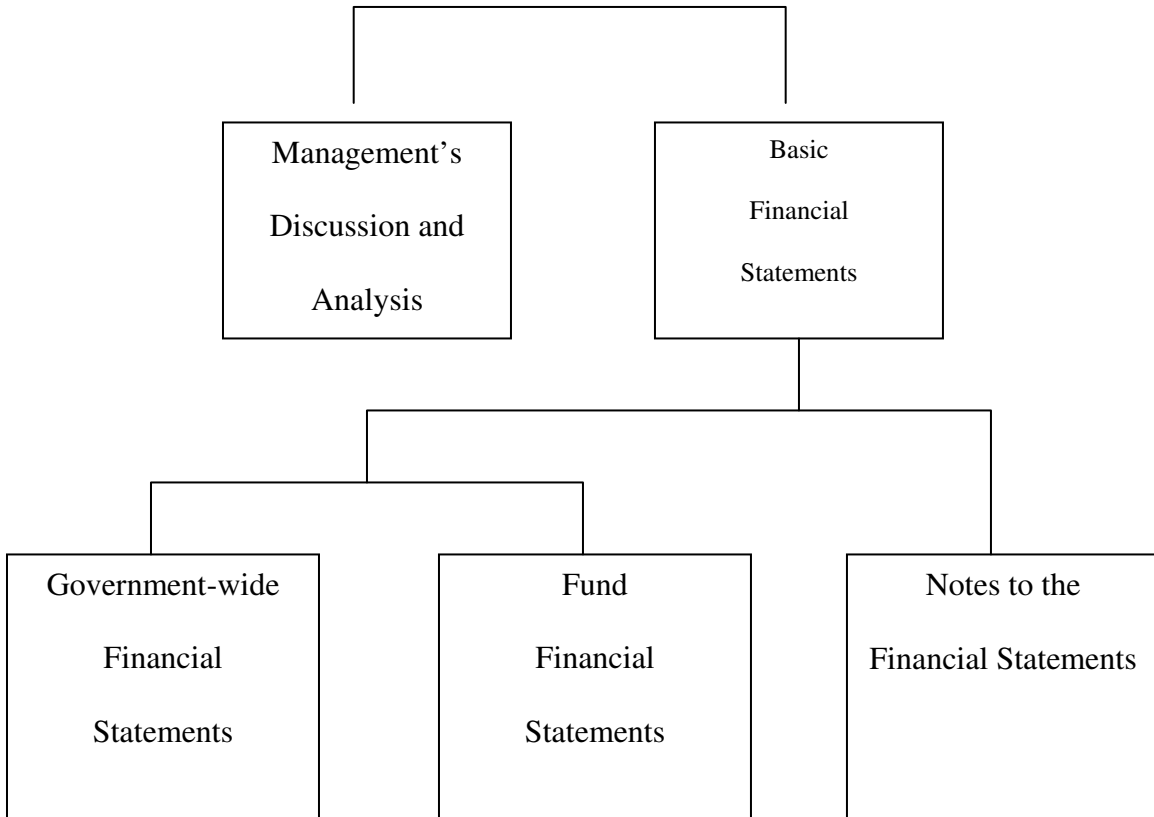 Management’s
Discussion and
Analysis
Basic
Financial
Statements
Government-wide
Financial
Statements
Fund
Financial
Statements
Notes to the
Financial Statements